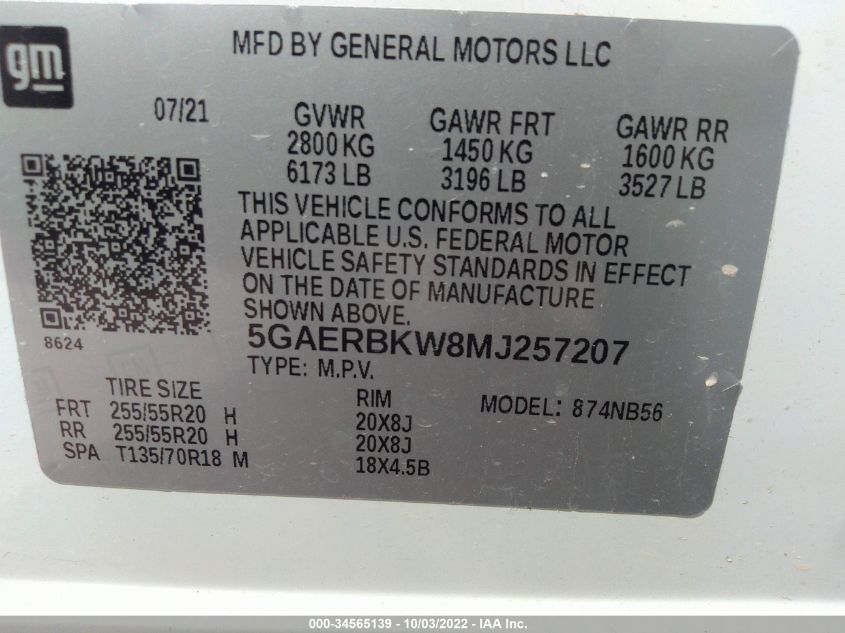 gm
MFD BY GENERAL MOTORS LLC
07/21
GVWR
2800 KG
6173 LB
GAWR FRT
1450 KG
3196 LB
GAWR RR
1600 KG
3527 LB
THIS VEHICLE CONFORMS TO ALL
APPLICABLE U.S. FEDERAL MOTOR
VEHICLE SAFETY STANDARDS IN EFFECT
ON THE DATE OF MANUFACTURE
SHOWN ABOVE.
8624
5GAERBKW8MJ257207
TYPE: M.P.V.
MODEL: 874NB56
TIRE SIZE RIM
FRT 255/55R20 H 20X8J
RR 255/55R20 H 20X8J
SPA T135/70R18 M 18X4.5B
000-34565139 - 10/03/2022 - IAA Inc.